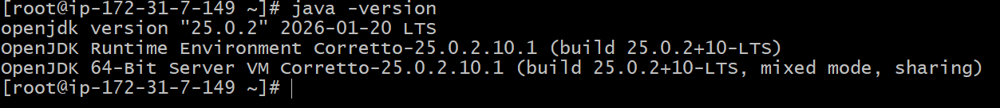 [root@ip-172-31-7-149 ~]# java -version
openjdk version "25.0.2" 2026-01-20 LTS
OpenJDK Runtime Environment Corretto-25.0.2.10.1 (build 25.0.2+10-LTS)
OpenJDK 64-Bit Server VM Corretto-25.0.2.10.1 (build 25.0.2+10-LTS, mixed mode, sharing)
[root@ip-172-31-7-149 ~]#